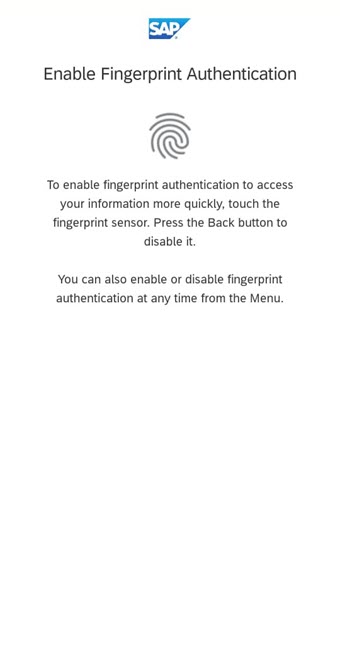 SAP
Enable Fingerprint Authentication
To enable fingerprint authentication to access
your information more quickly, touch the
fingerprint sensor. Press the Back button to
disable it.
You can also enable or disable fingerprint
authentication at any time from the Menu.